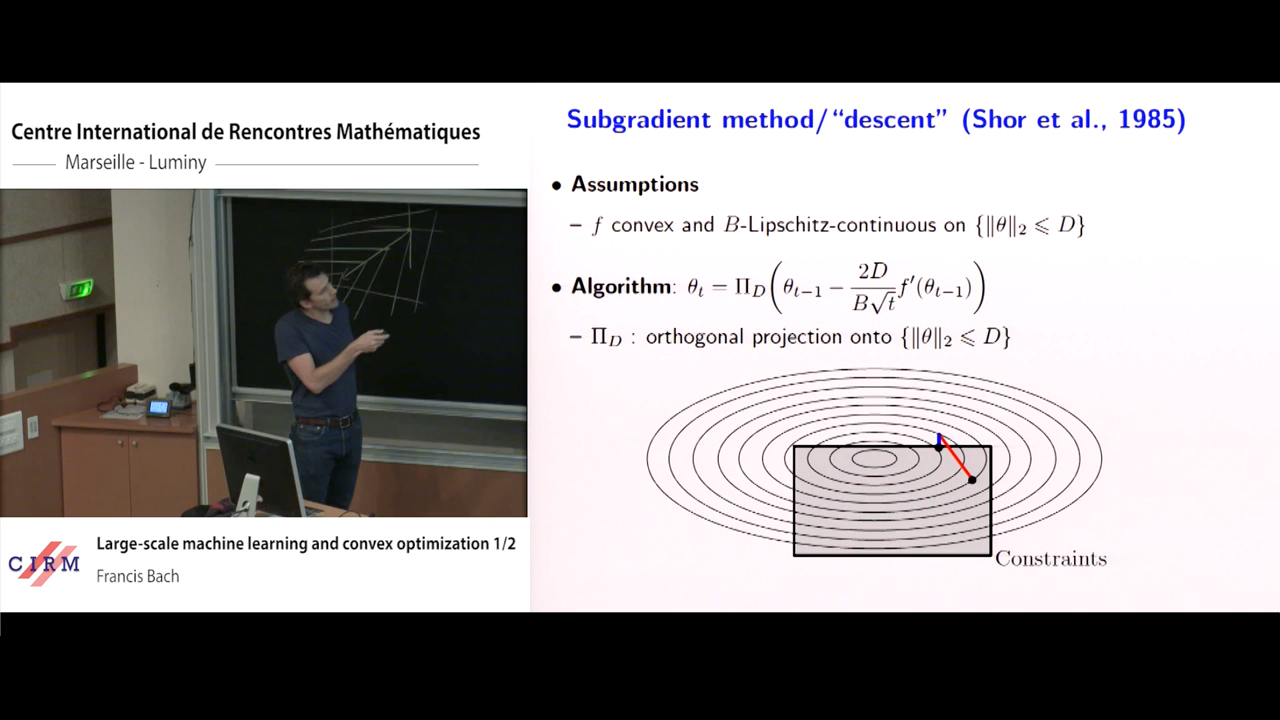 Centre International de Rencontres Mathématiques
Marseille - Luminy
Subgradient method/“descent” (Shor et al., 1985)
• Assumptions
– f convex and B-Lipschitz-continuous on {‖θ‖₂ ⩽ D}
• Algorithm: θ_t = Π_D(θ_{t−1} − \frac{2D}{B√t} f′(θ_{t−1}))
– Π_D : orthogonal projection onto {‖θ‖₂ ⩽ D}
Constraints
CIRM
Large-scale machine learning and convex optimization 1/2
Francis Bach